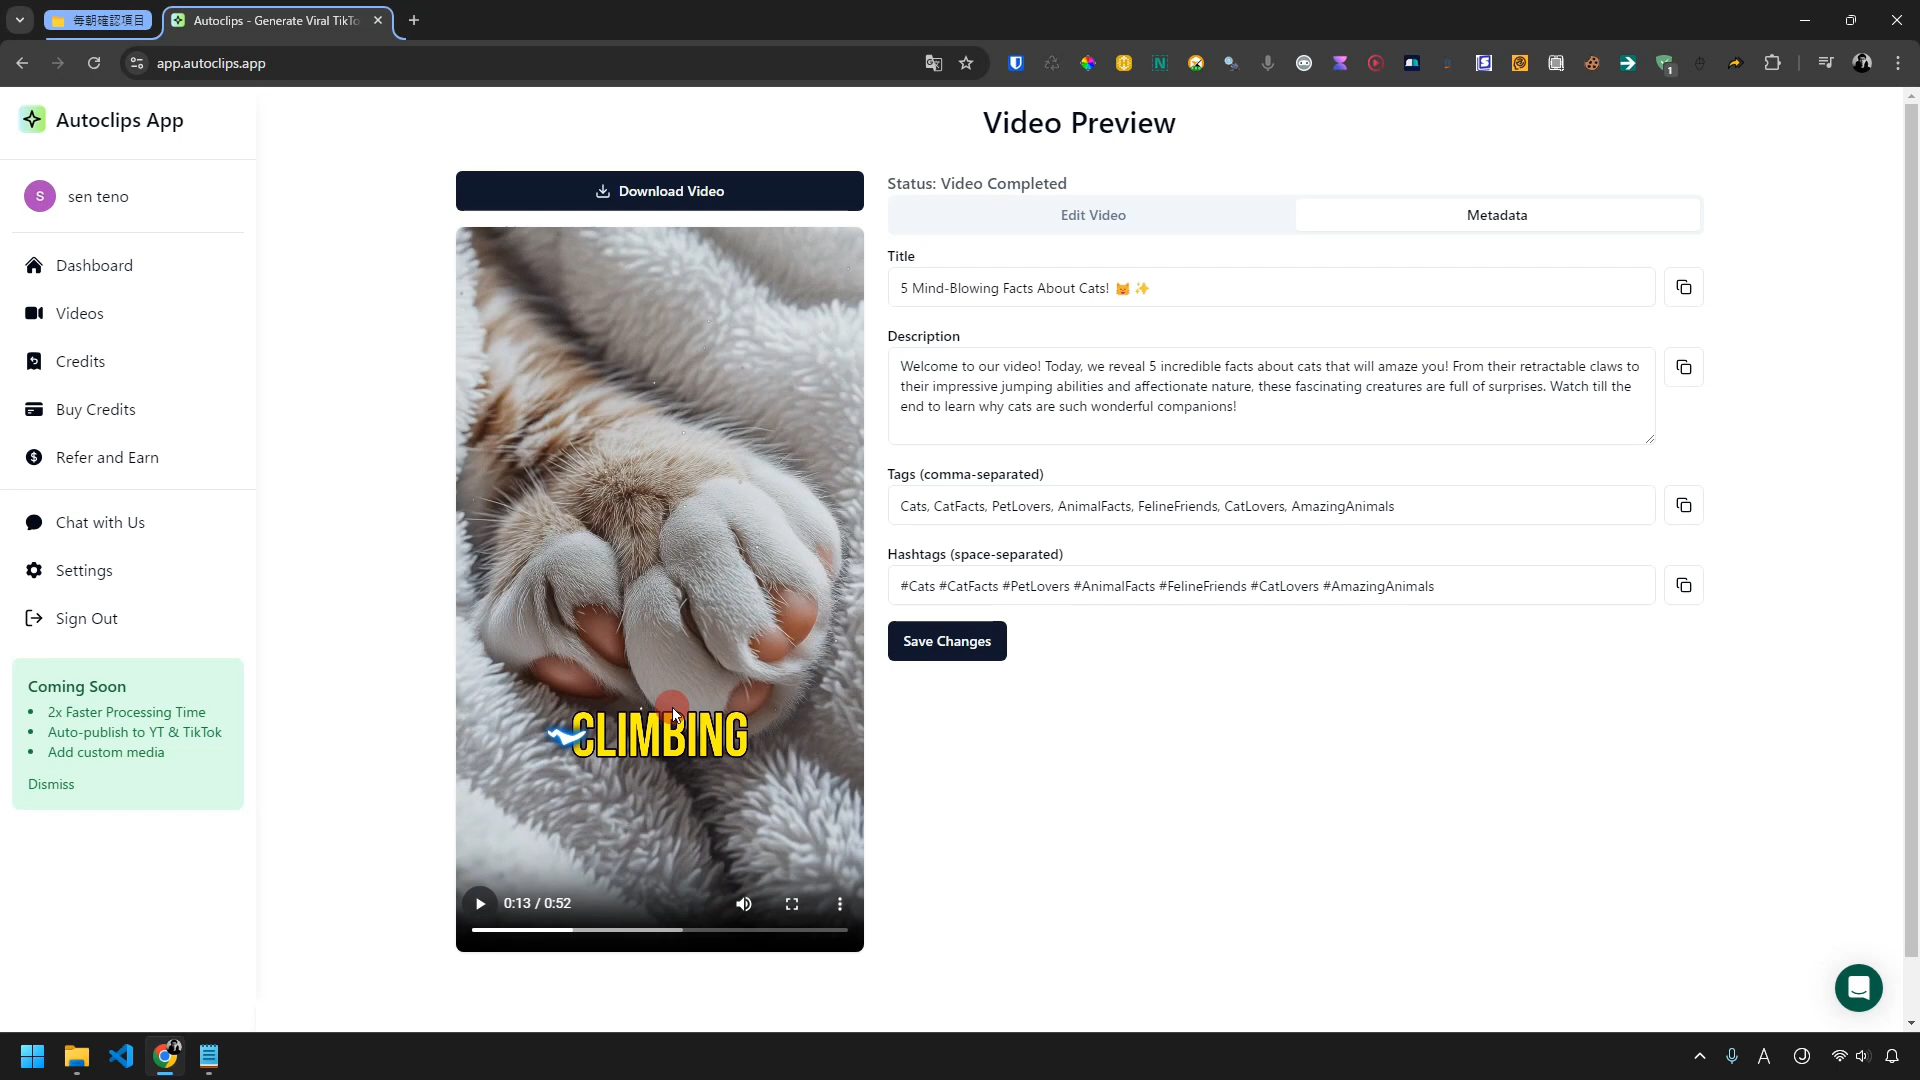 毎朝確認項目
Autoclips - Generate Viral TikTo
app.autoclips.app
Autoclips App
S
sen teno
Dashboard
Videos
Credits
Buy Credits
Refer and Earn
Chat with Us
Settings
Sign Out
Coming Soon
2x Faster Processing Time
Auto-publish to YT & TikTok
Add custom media
Dismiss
Video Preview
Download Video
CLIMBING
0:13 / 0:52
Status: Video Completed
Edit Video
Metadata
Title
5 Mind-Blowing Facts About Cats! 😺 ✨
Description
Welcome to our video! Today, we reveal 5 incredible facts about cats that will amaze you! From their retractable claws to
their impressive jumping abilities and affectionate nature, these fascinating creatures are full of surprises. Watch till the
end to learn why cats are such wonderful companions!
Tags (comma-separated)
Cats, CatFacts, PetLovers, AnimalFacts, FelineFriends, CatLovers, AmazingAnimals
Hashtags (space-separated)
#Cats #CatFacts #PetLovers #AnimalFacts #FelineFriends #CatLovers #AmazingAnimals
Save Changes
A